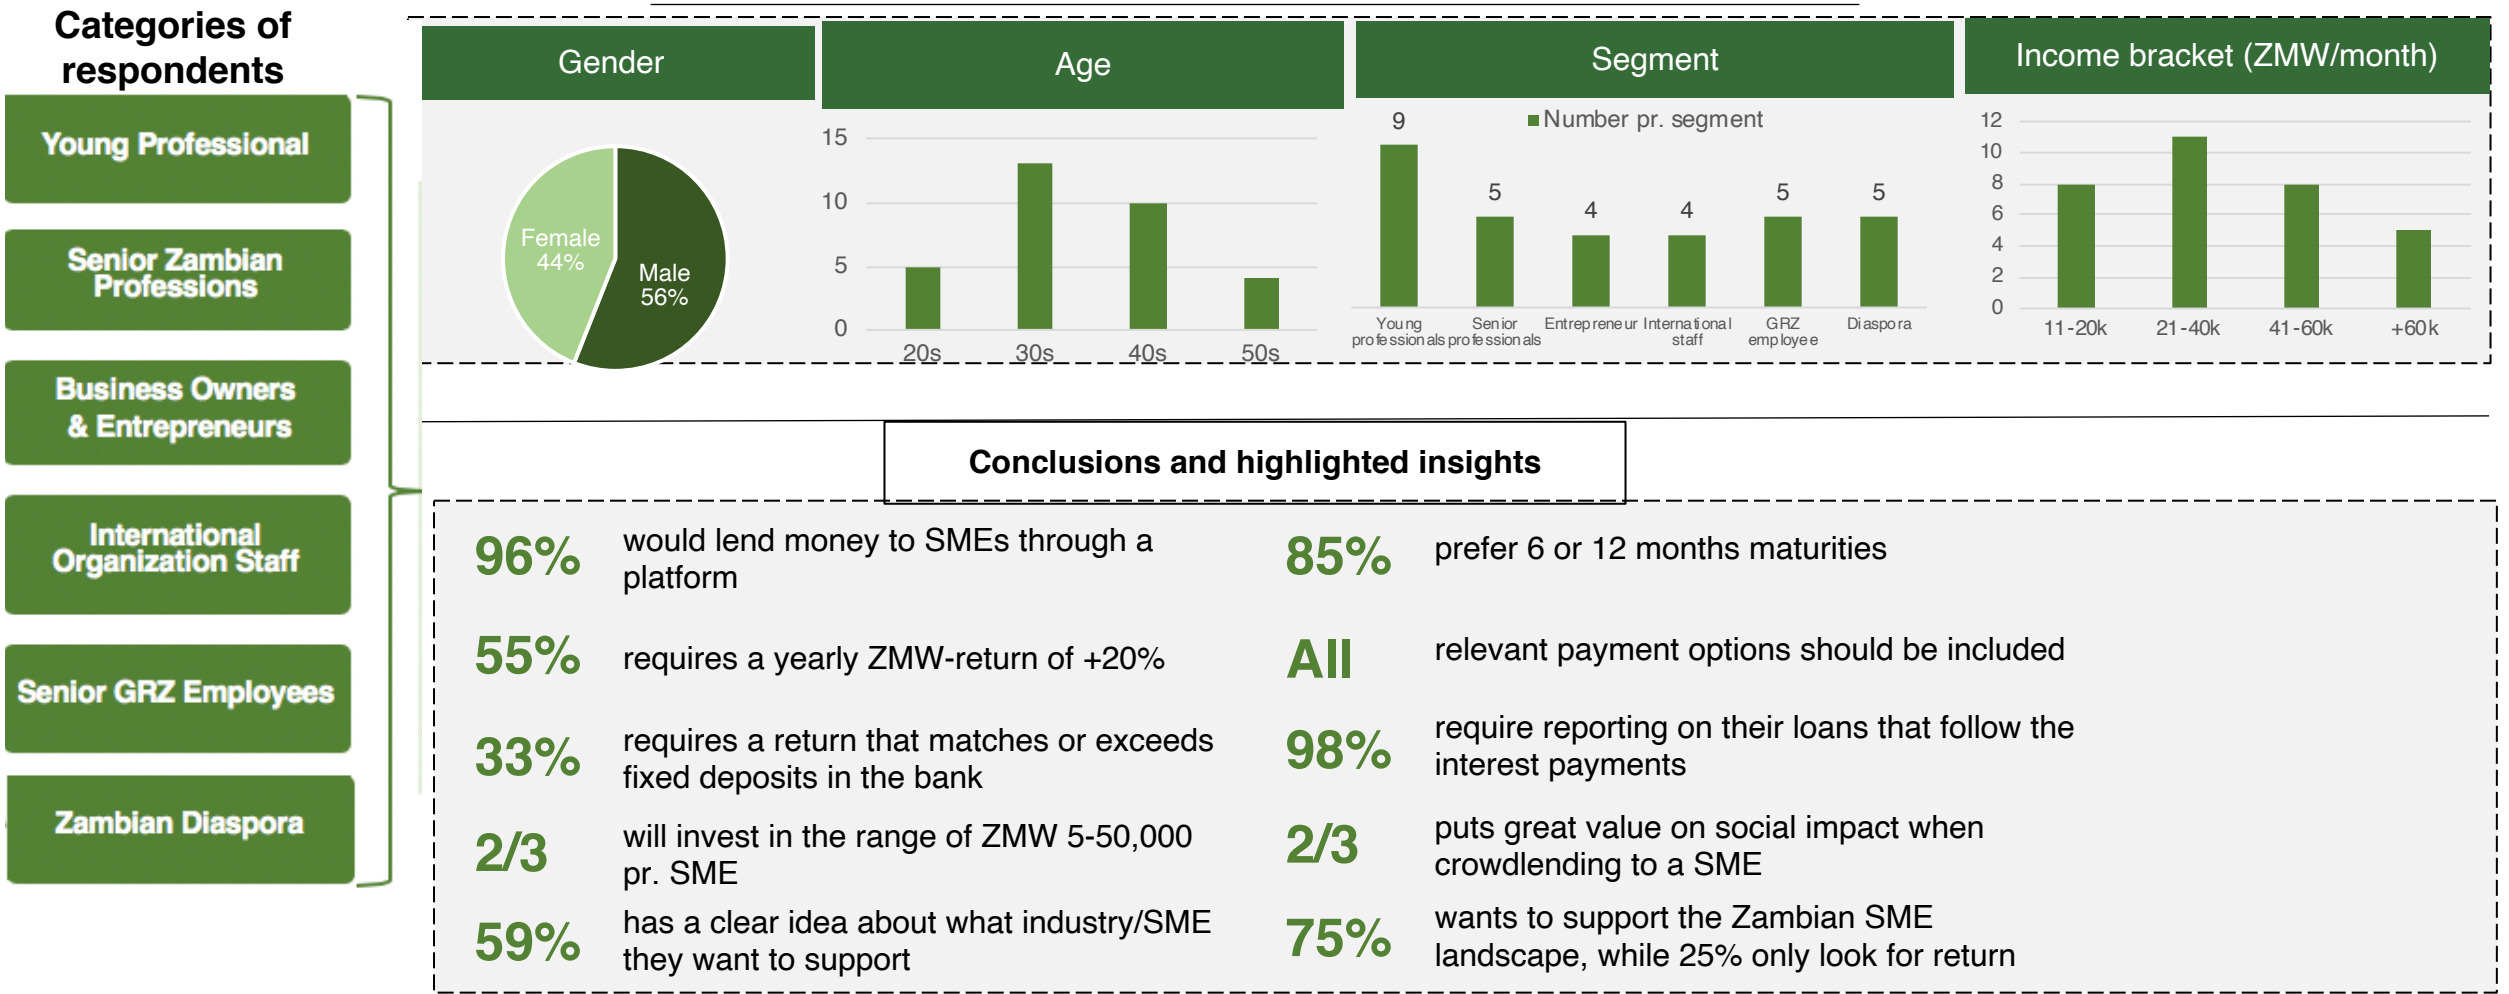 Categories of
respondents
Young Professional
Senior Zambian
Professions
Business Owners
& Entrepreneurs
International
Organization Staff
Senior GRZ Employees
Zambian Diaspora
Gender
Female
44%
Male
56%
Age
15
10
5
0
20s 30s 40s 50s
Segment
Number pr. segment
9 5 4 4 5 5
Young
professionals
Senior
professionals
Entrepreneur
International
staff
GRZ
employee
Diaspora
Income bracket (ZMW/month)
12
10
8
6
4
2
0
11-20k 21-40k 41-60k +60k
Conclusions and highlighted insights
96%
would lend money to SMEs through a
platform
55%
requires a yearly ZMW-return of +20%
33%
requires a return that matches or exceeds
fixed deposits in the bank
2/3
will invest in the range of ZMW 5-50,000
pr. SME
59%
has a clear idea about what industry/SME
they want to support
85%
prefer 6 or 12 months maturities
All
relevant payment options should be included
98%
require reporting on their loans that follow the
interest payments
2/3
puts great value on social impact when
crowdlending to a SME
75%
wants to support the Zambian SME
landscape, while 25% only look for return